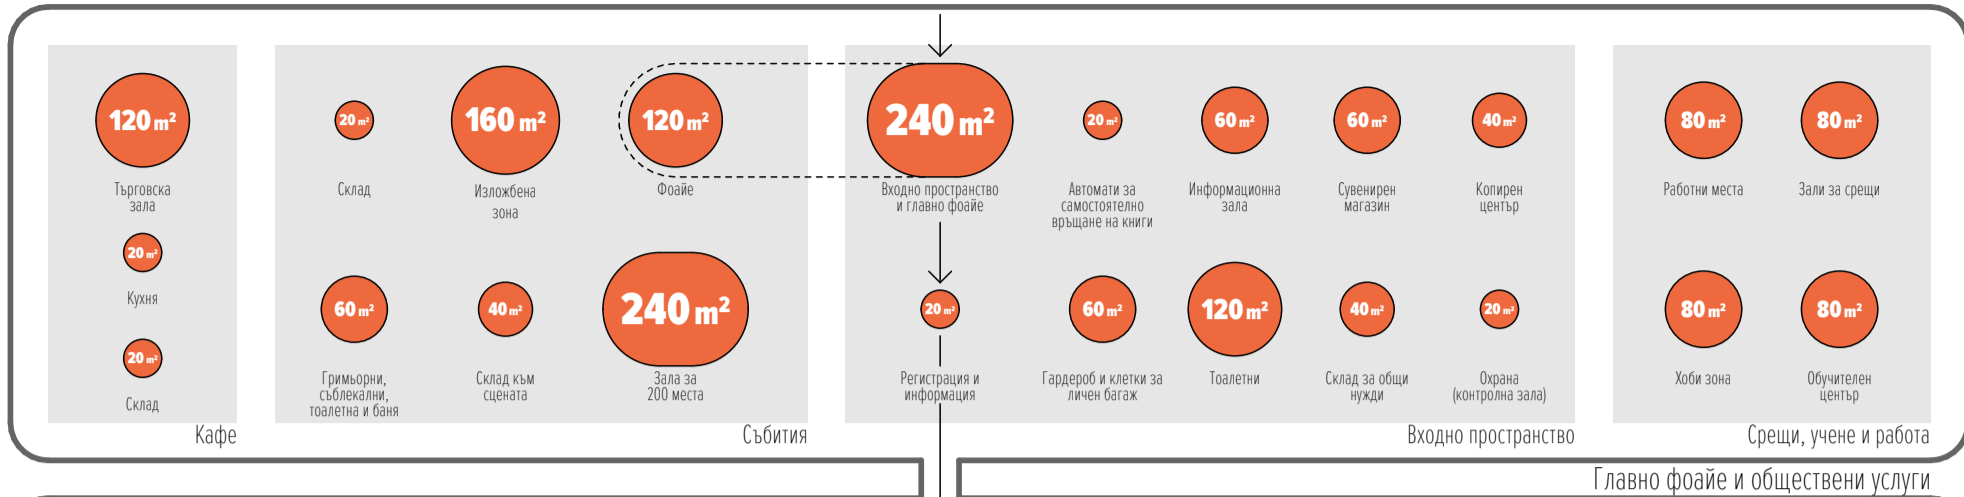 120 m²
Търговска
зала
20 m²
Кухня
20 m²
Склад
Кафе
20 m²
Склад
160 m²
Изложбена
зона
120 m²
Фоайе
60 m²
Гримьорни,
съблекални,
тоалетна и баня
40 m²
Склад към
сцената
240 m²
Зала за
200 места
Събития
240 m²
Входно пространство
и главно фоайе
20 m²
Автомати за
самостоятелно
връщане на книги
60 m²
Информационна
зала
60 m²
Сувенирен
магазин
40 m²
Копирен
център
20 m²
Регистрация и
информация
60 m²
Гардероб и клетки за
личен багаж
120 m²
Тоалетни
40 m²
Склад за общи
нужди
20 m²
Охрана
(контролна зала)
Входно пространство
80 m²
Работни места
80 m²
Зали за срещи
80 m²
Хоби зона
80 m²
Обучителен
център
Срещи, учене и работа
Главно фоайе и обществени услуги